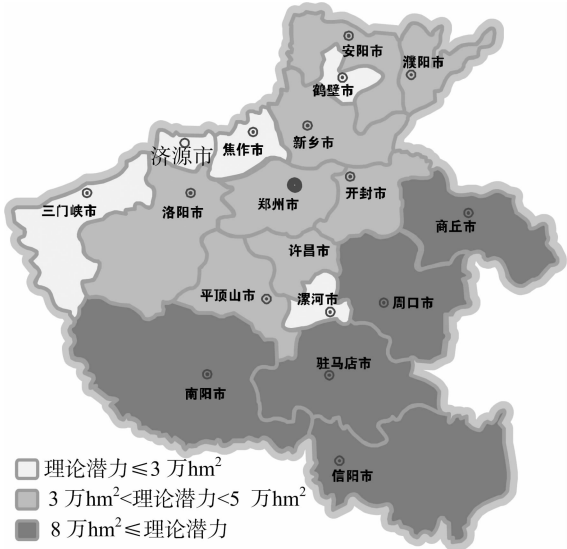 安阳市
濮阳市
鹤壁市
新乡市
焦作市
济源市
三门峡市
洛阳市
郑州市
开封市
商丘市
许昌市
平顶山市
漯河市
周口市
驻马店市
南阳市
信阳市
理论潜力≤3 万hm²
3 万hm²<理论潜力<5 万hm²
8 万hm²≤理论潜力